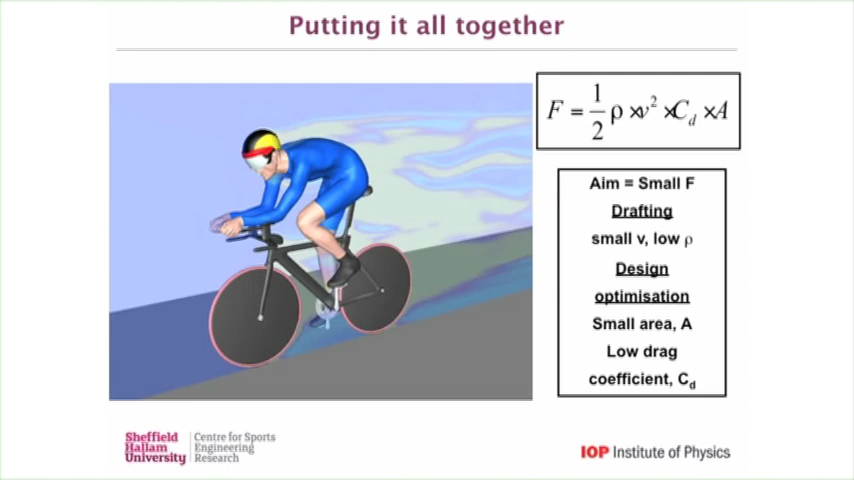 Putting it all together
F = 1/2 ρ × v² × C_d × A
Aim = Small F
Drafting
small v, low ρ
Design
optimisation
Small area, A
Low drag
coefficient, C_d
Sheffield
Hallam
University
Centre for Sports
Engineering
Research
IOP Institute of Physics